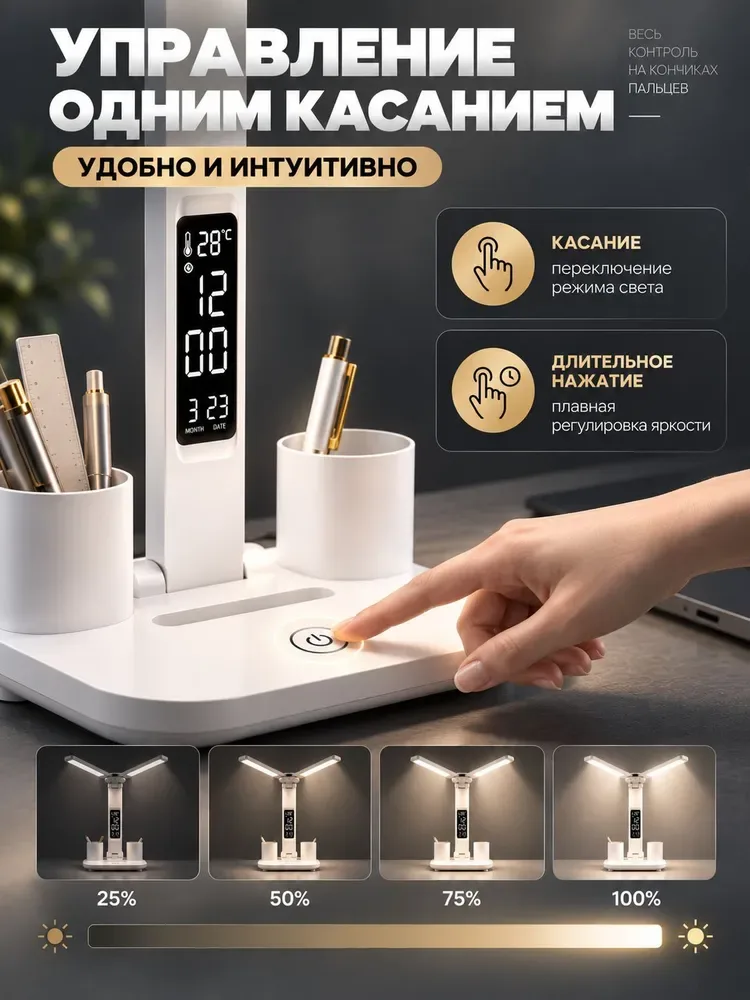 УПРАВЛЕНИЕ
ОДНИМ КАСАНИЕМ
ВЕСЬ
КОНТРОЛЬ
НА КОНЧИКАХ
ПАЛЬЦЕВ
УДОБНО И ИНТУИТИВНО
28°C
12
00
3 23
MONTH DATE
КАСАНИЕ
переключение
режима света
ДЛИТЕЛЬНОЕ
НАЖАТИЕ
плавная
регулировка яркости
25%
50%
75%
100%